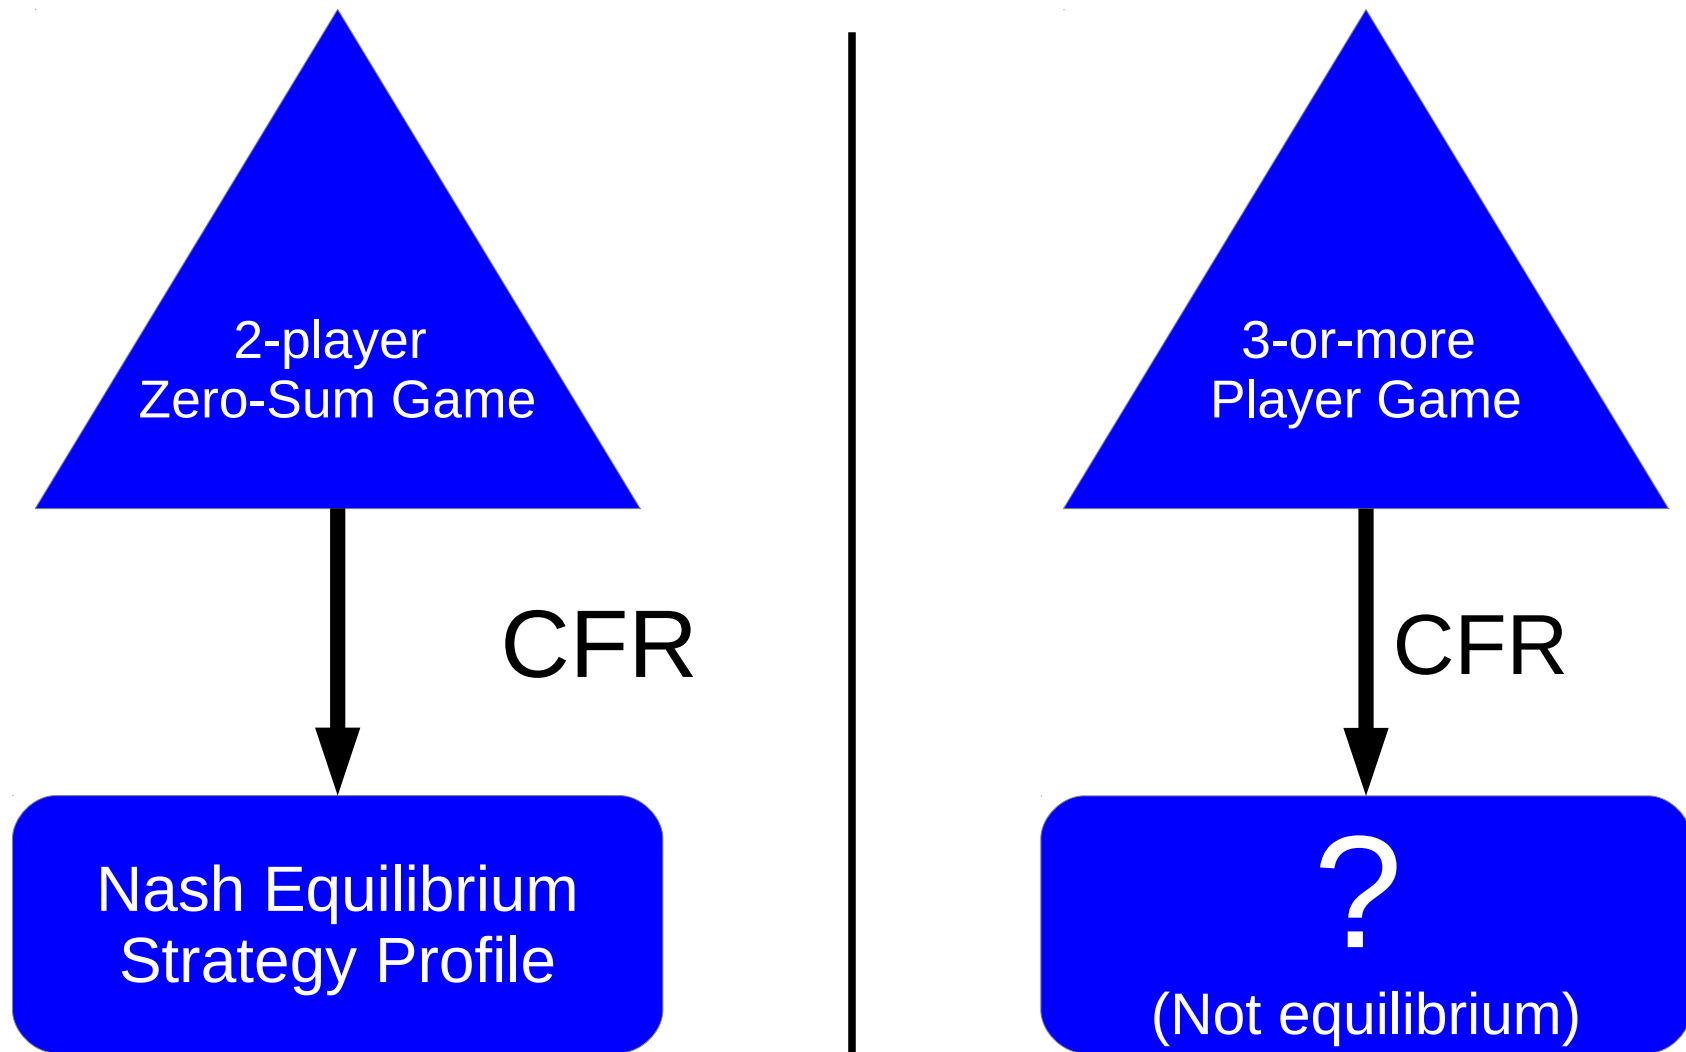 2-player
Zero-Sum Game
CFR
Nash Equilibrium
Strategy Profile
3-or-more
Player Game
CFR
?
(Not equilibrium)